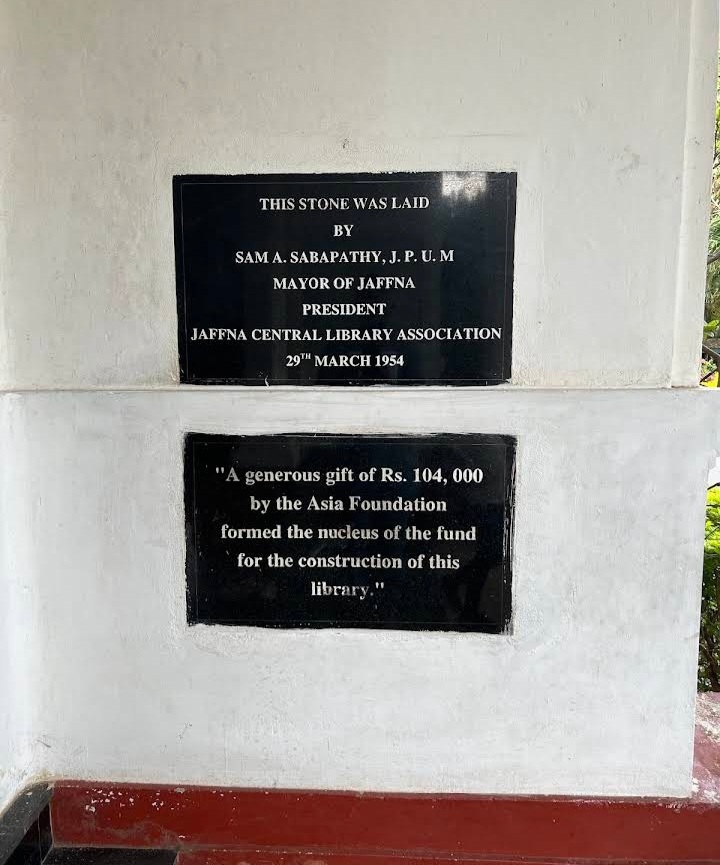 THIS STONE WAS LAID
BY
SAM A. SABAPATHY, J. P. U. M
MAYOR OF JAFFNA
PRESIDENT
JAFFNA CENTRAL LIBRARY ASSOCIATION
29TH MARCH 1954
"A generous gift of Rs. 104, 000
by the Asia Foundation
formed the nucleus of the fund
for the construction of this
library."